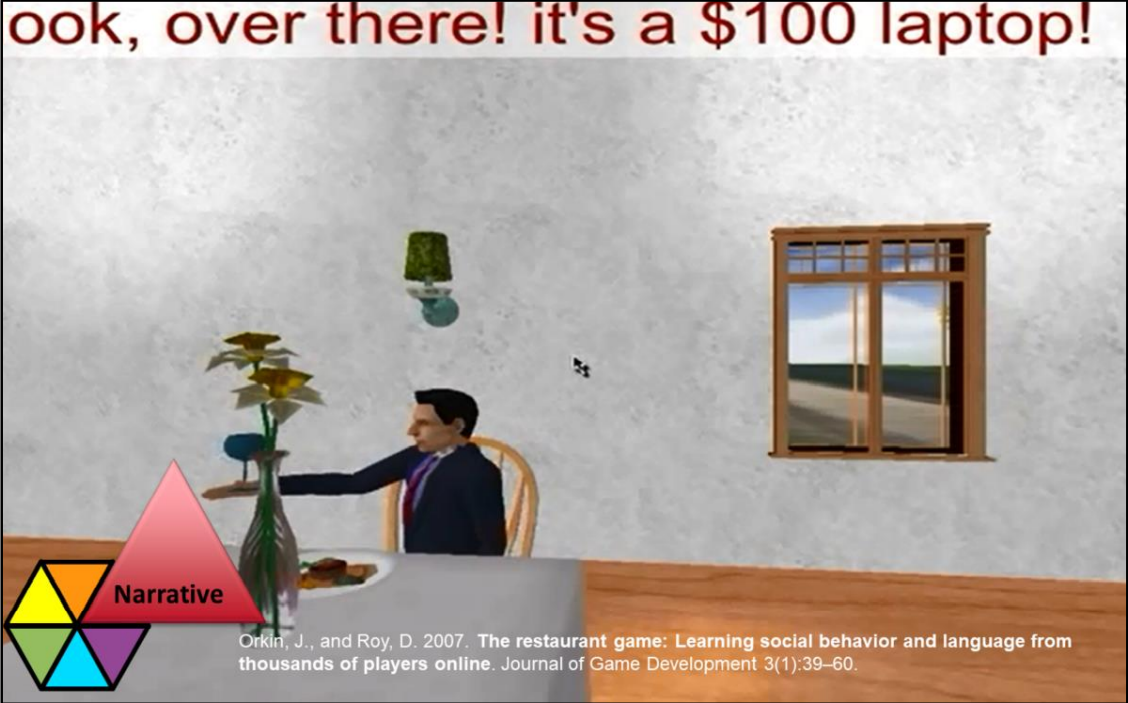 ook, over there! it's a $100 laptop!
Narrative
Orkin, J., and Roy, D. 2007. The restaurant game: Learning social behavior and language from
thousands of players online. Journal of Game Development 3(1):39–60.